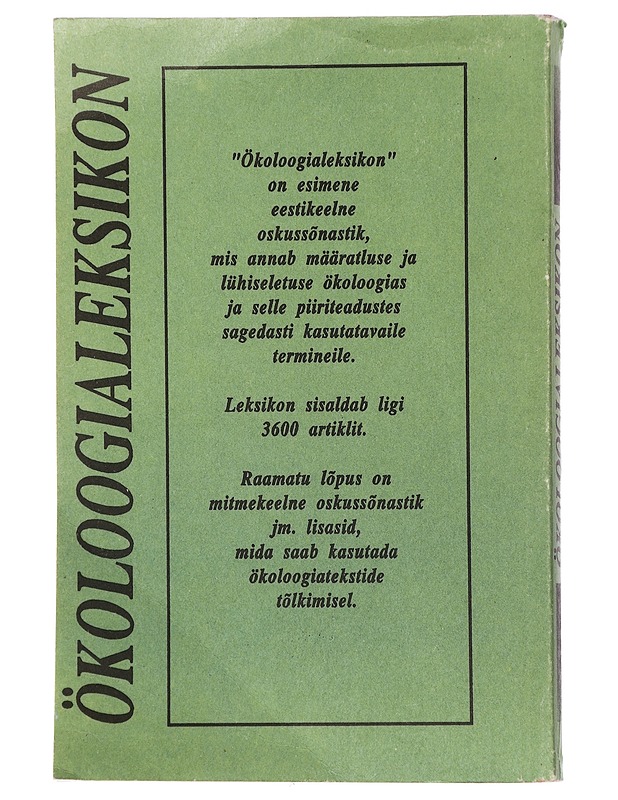 ÖKOLOOGIALEKSIKON
"Ökoloogialeksikon"
on esimene
eestikeelne
oskussõnastik,
mis annab määratluse ja
lühiseletuse ökoloogias
ja selle piiriteadustes
sagedasti kasutatavaile
termineile.
Leksikon sisaldab ligi
3600 artiklit.
Raamatu lõpus on
mitmekeelne oskussõnastik
jm. lisasid,
mida saab kasutada
ökoloogiatekstide
tõlkimisel.
ÖKOLOOGIALEKSIKON